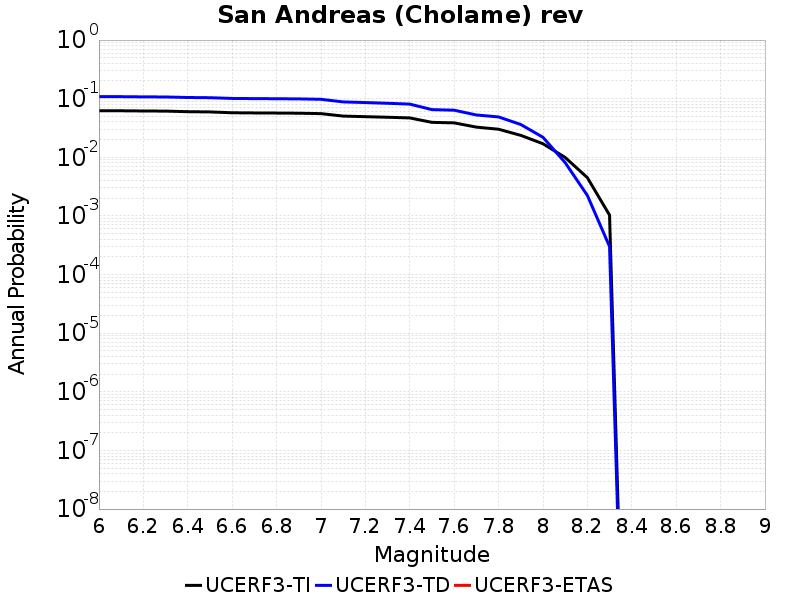 San Andreas (Cholame) rev
Annual Probability
10^0
10^-1
10^-2
10^-3
10^-4
10^-5
10^-6
10^-7
10^-8
6 6.2 6.4 6.6 6.8 7 7.2 7.4 7.6 7.8 8 8.2 8.4 8.6 8.8 9
Magnitude
UCERF3-TI UCERF3-TD UCERF3-ETAS